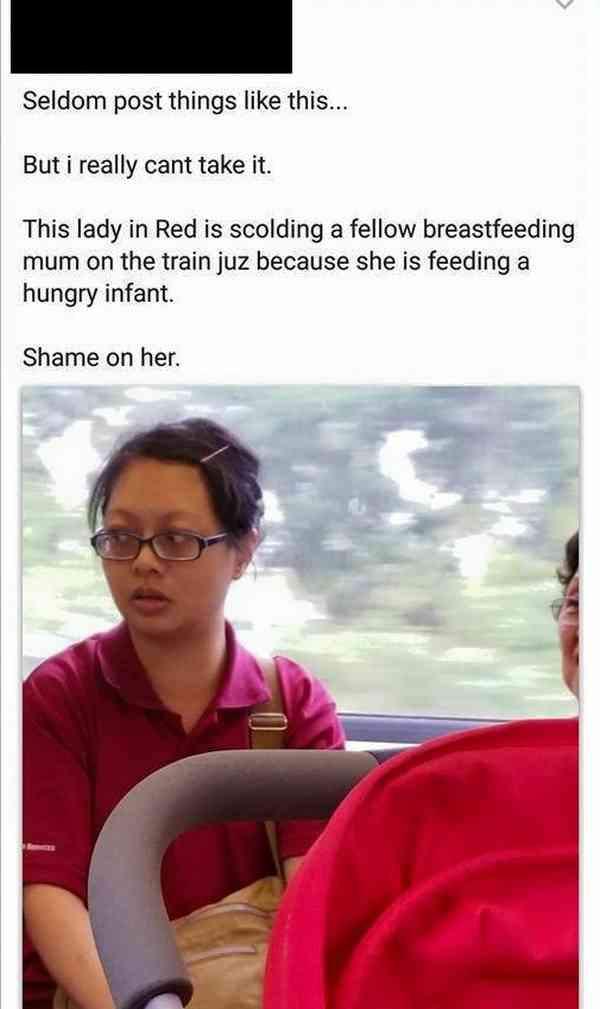 Seldom post things like this...
But i really cant take it.
This lady in Red is scolding a fellow breastfeeding
mum on the train juz because she is feeding a
hungry infant.
Shame on her.